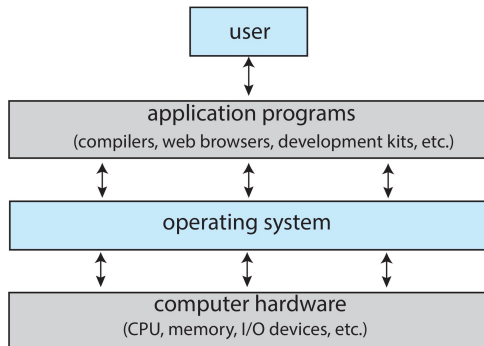 user
application programs
(compilers, web browsers, development kits, etc.)
operating system
computer hardware
(CPU, memory, I/O devices, etc.)